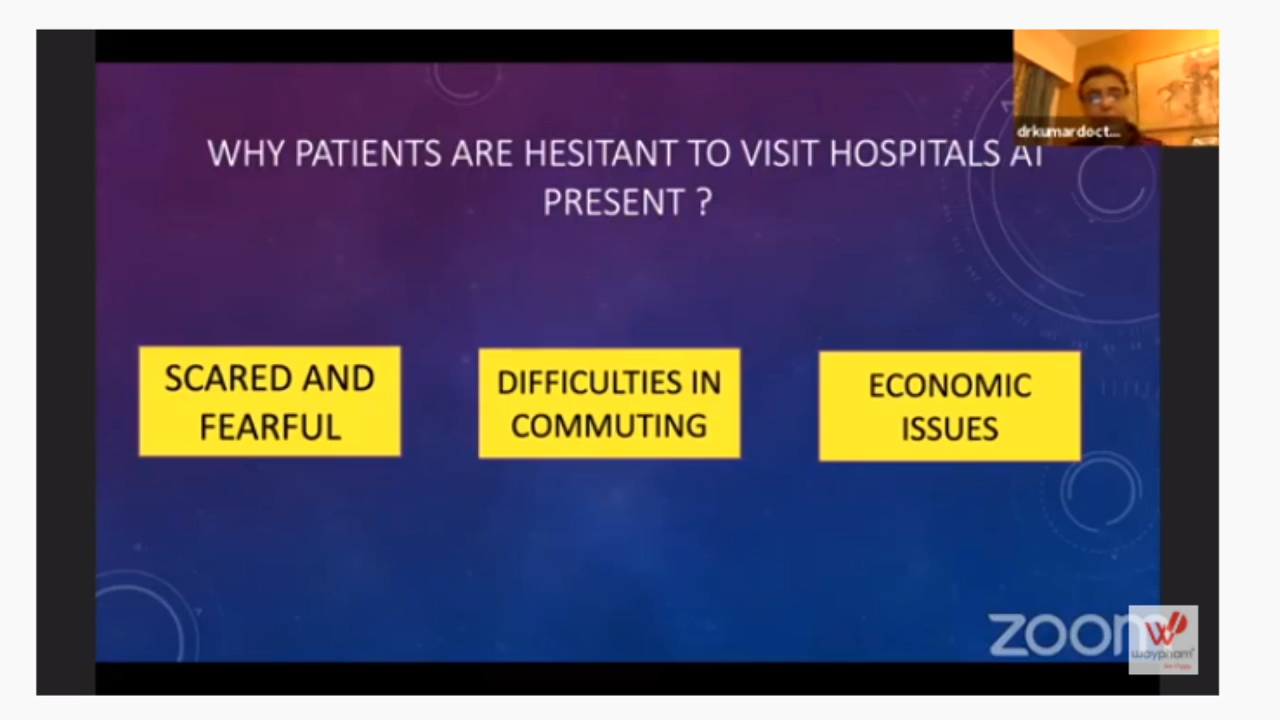 drkumardoct...
WHY PATIENTS ARE HESITANT TO VISIT HOSPITALS AT
PRESENT ?
SCARED AND
FEARFUL
DIFFICULTIES IN
COMMUTING
ECONOMIC
ISSUES
zoom